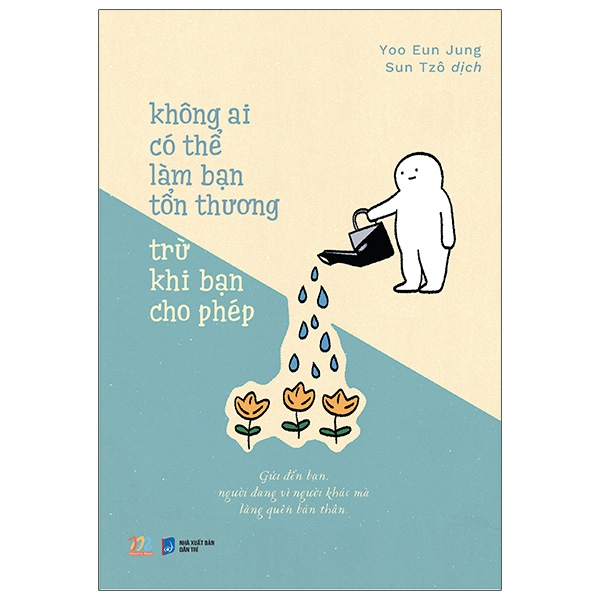 Yoo Eun Jung
Sun Tzô dịch
không ai
có thể
làm bạn
tổn thương
trừ
khi bạn
cho phép
Gửi đến bạn,
người đang vì người khác mà
lãng quên bản thân.
NHÀ XUẤT BẢN
DÂN TRÍ